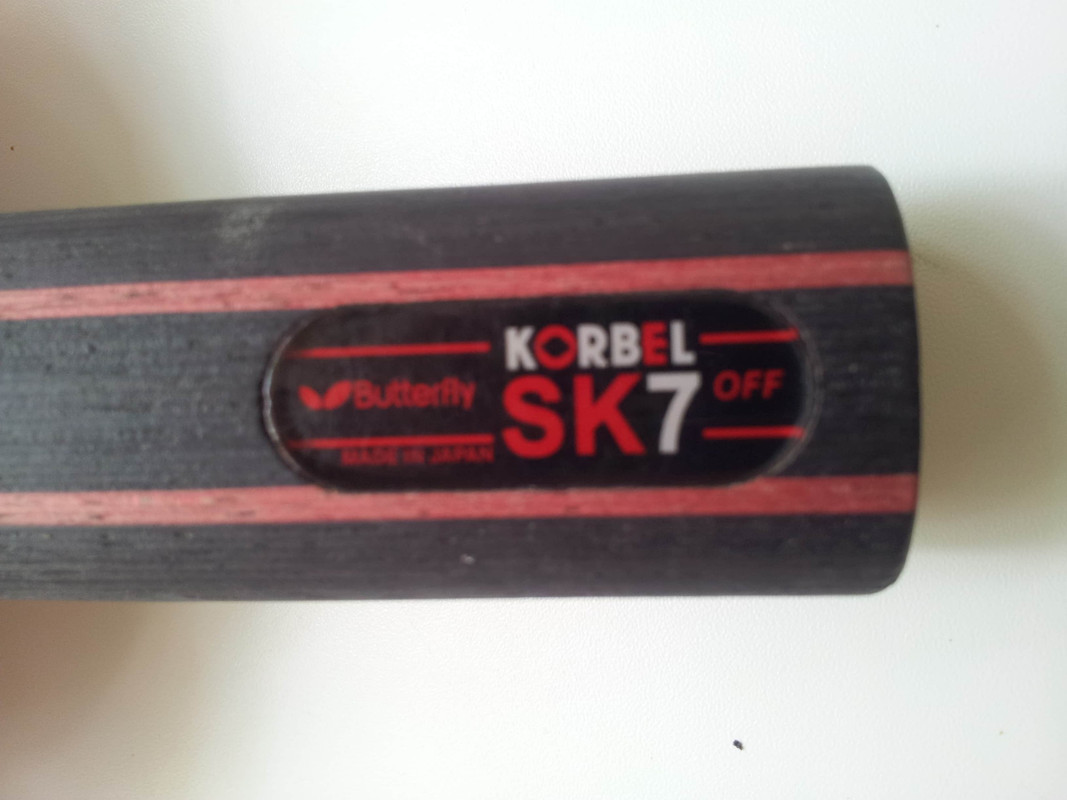 Butterfly
MADE IN JAPAN
KORBEL
SK7
OFF